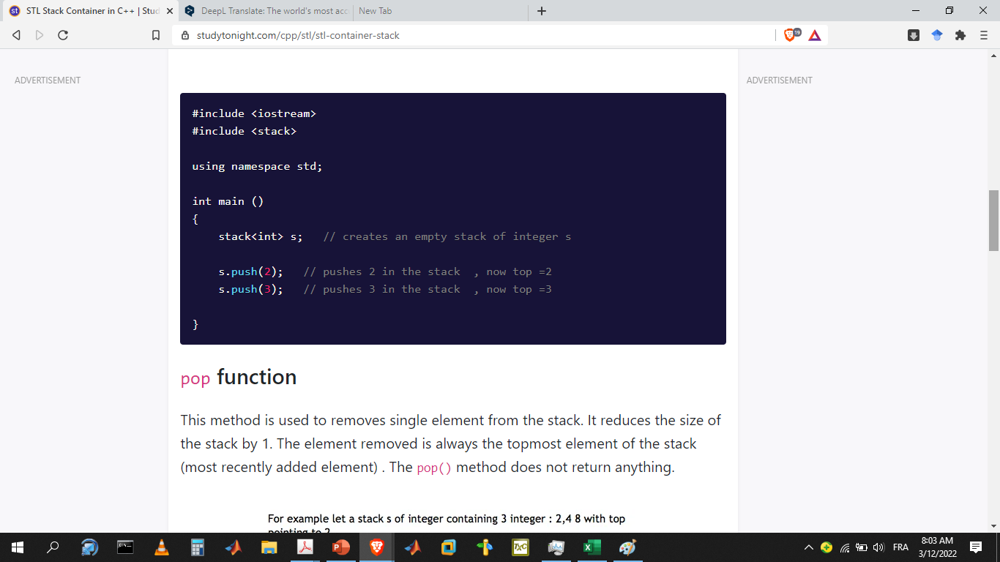 STL Stack Container in C++ | Stud
DeepL Translate: The world's most acc
New Tab
studytonight.com/cpp/stl/stl-container-stack
19
ADVERTISEMENT
ADVERTISEMENT
#include <iostream>
#include <stack>
using namespace std;
int main ()
{
stack<int> s;   // creates an empty stack of integer s
s.push(2);   // pushes 2 in the stack  , now top =2
s.push(3);   // pushes 3 in the stack  , now top =3
}
pop function
This method is used to removes single element from the stack. It reduces the size of
the stack by 1. The element removed is always the topmost element of the stack
(most recently added element) . The pop() method does not return anything.
For example let a stack s of integer containing 3 integer : 2,4 8 with top
pointing to 2
FRA
8:03 AM
3/12/2022